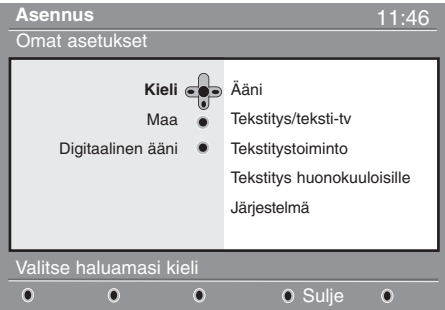 Asennus 11:46
Omat asetukset
Kieli Ääni
Maa Tekstitys/teksti-tv
Digitaalinen ääni Tekstitystoiminto
Tekstitys huonokuuloisille
Järjestelmä
Valitse haluamasi kieli
Sulje